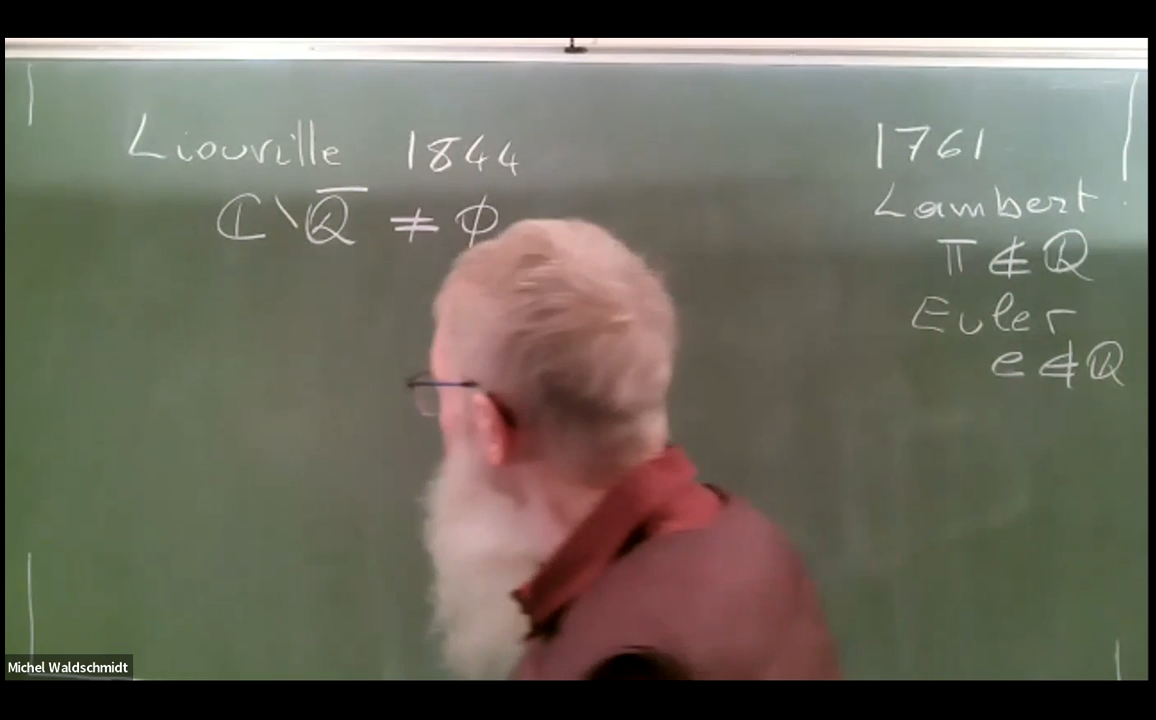 Liouville 1844
ℂ\ℚ̅ ≠ ϕ
1761
Lambert
π ∉ ℚ
Euler
e ∉ ℚ
Michel Waldschmidt